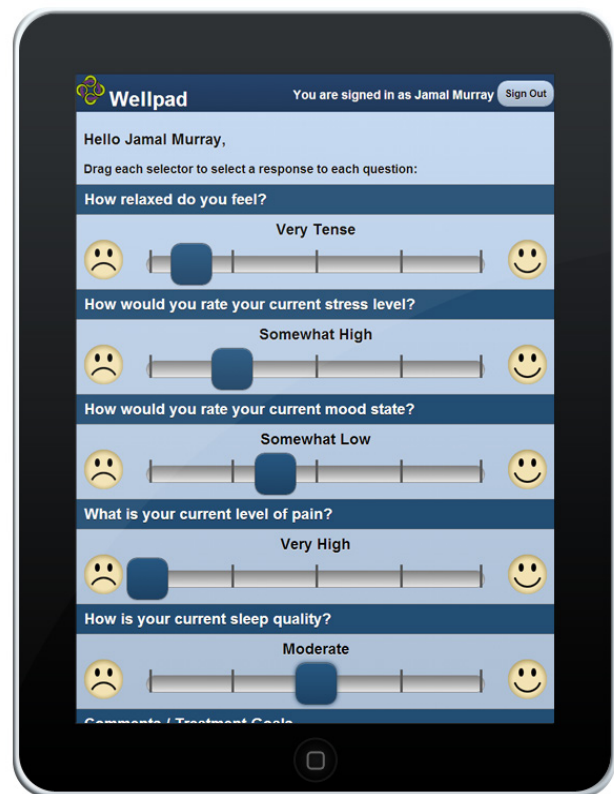 Wellpad
You are signed in as Jamal Murray
Sign Out
Hello Jamal Murray,
Drag each selector to select a response to each question:
How relaxed do you feel?
Very Tense
How would you rate your current stress level?
Somewhat High
How would you rate your current mood state?
Somewhat Low
What is your current level of pain?
Very High
How is your current sleep quality?
Moderate
Comments / Treatment Goals